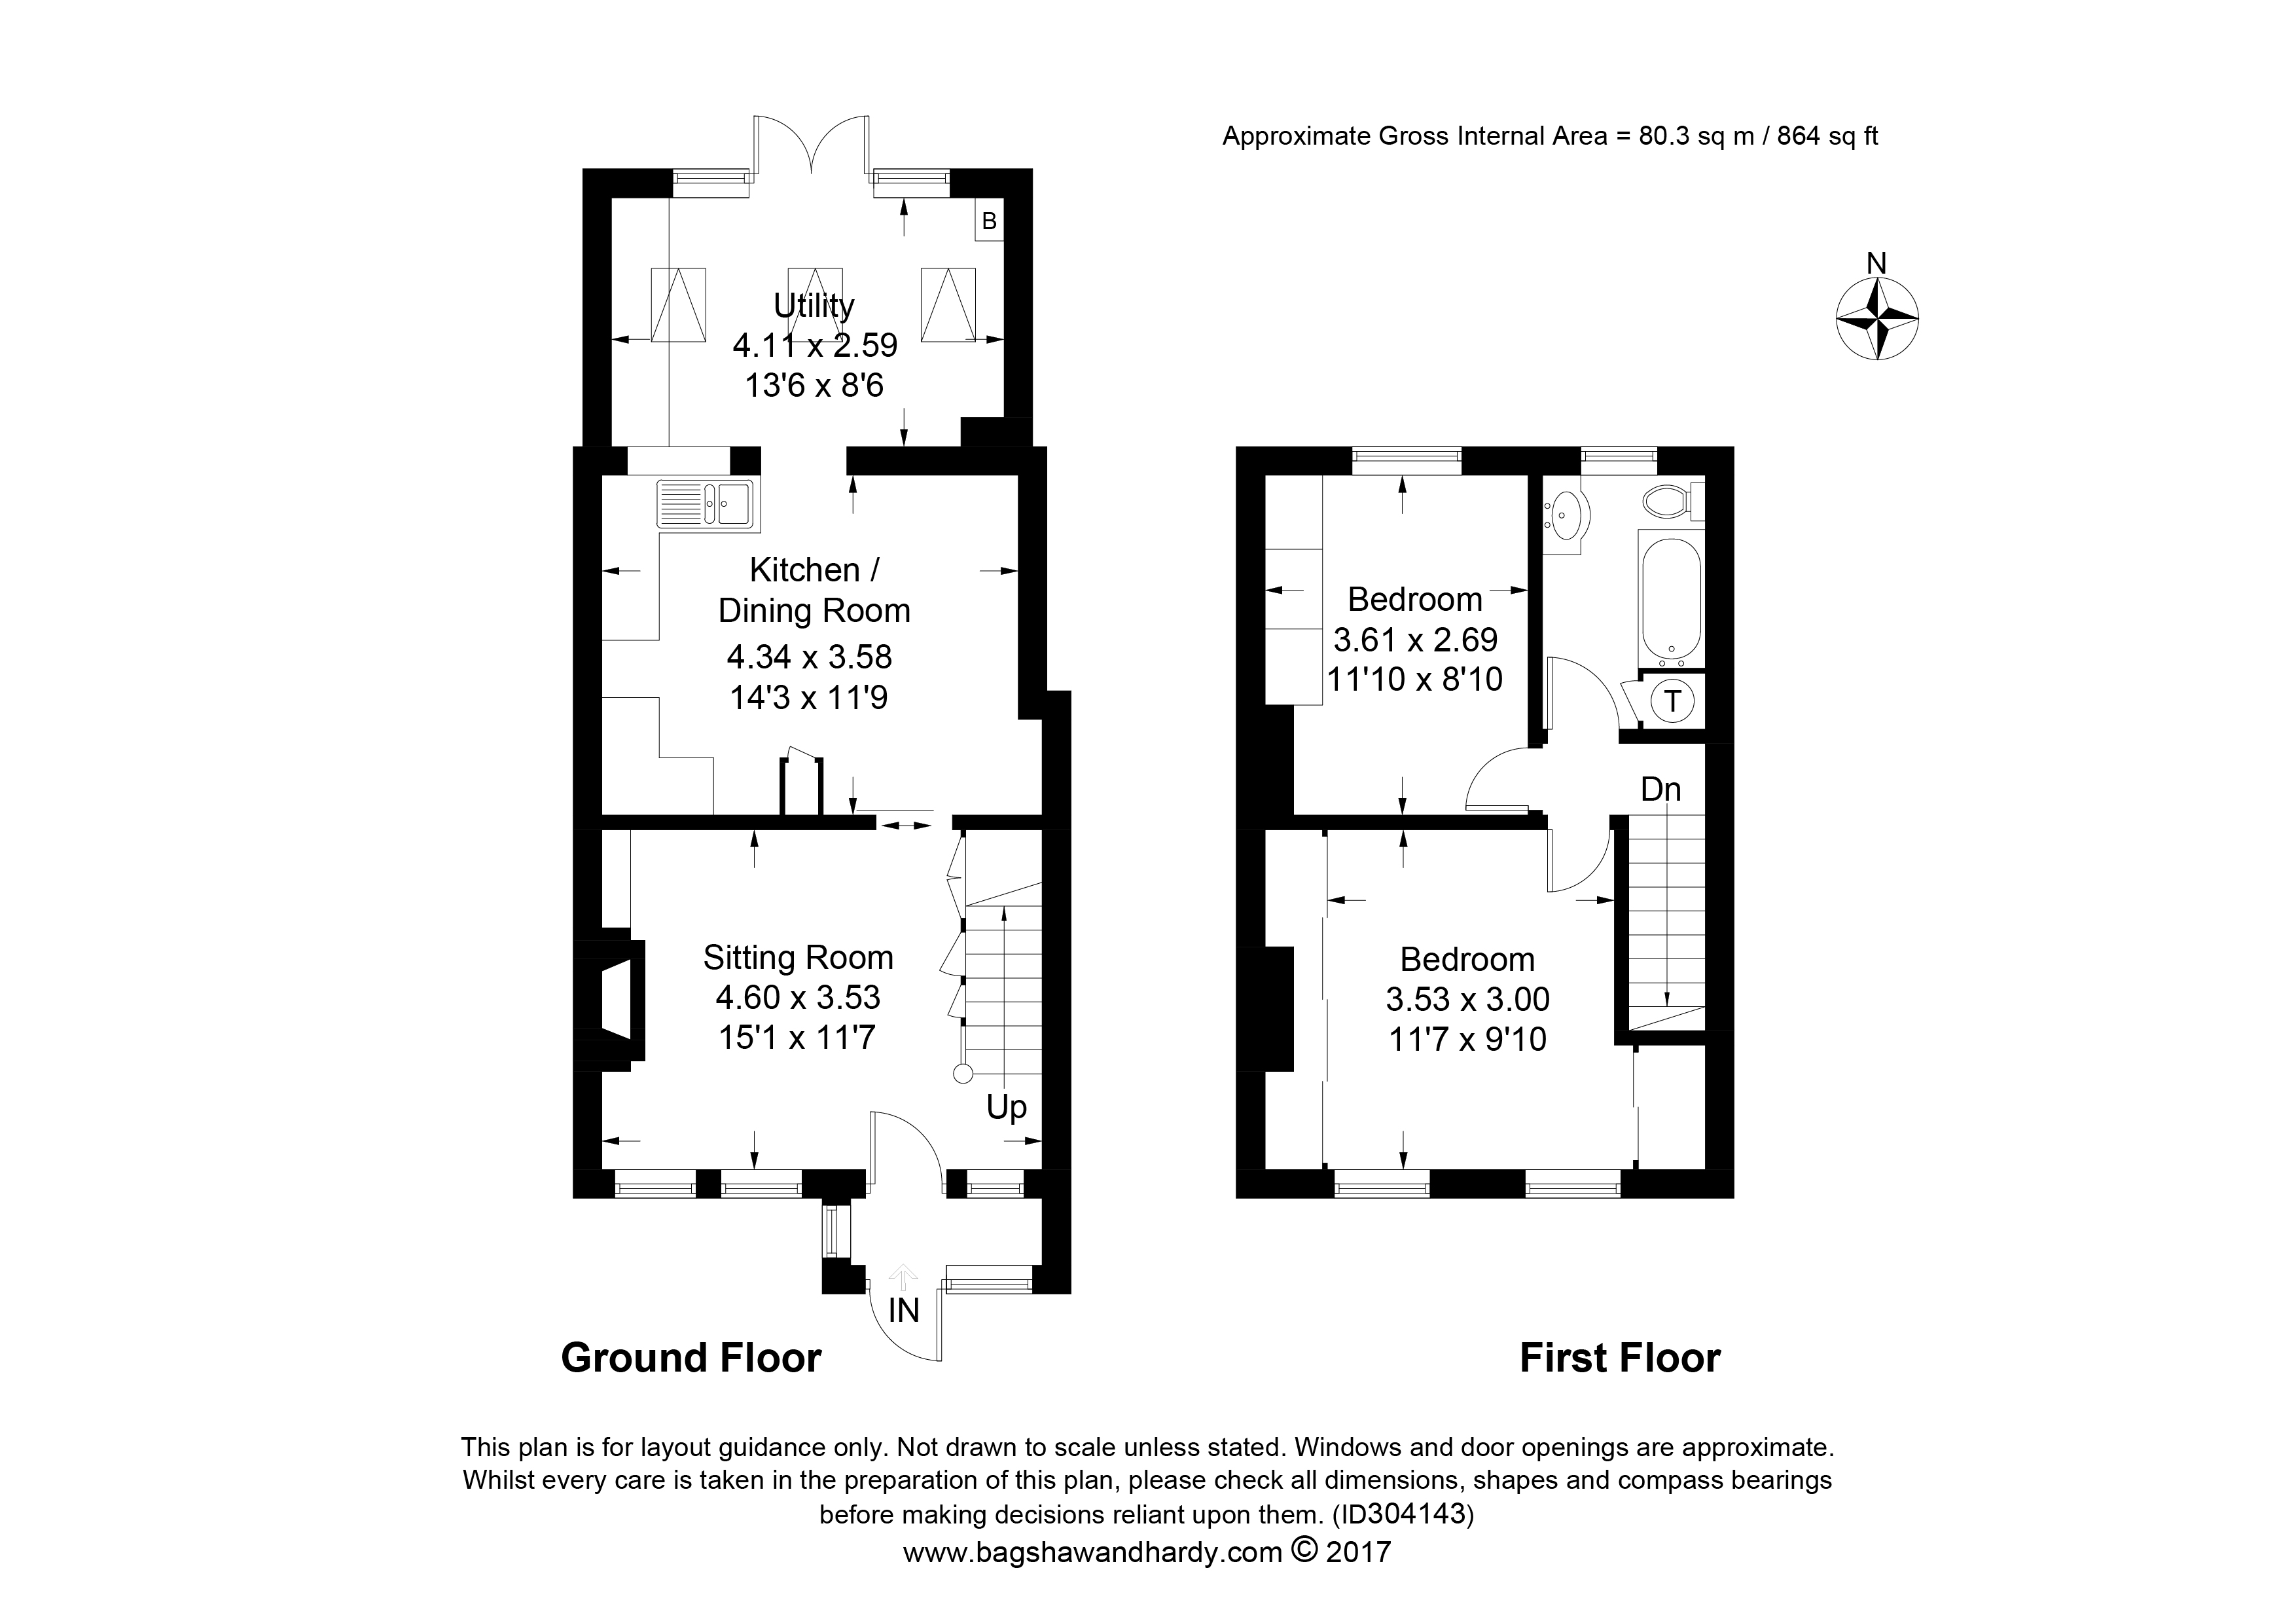 Approximate Gross Internal Area = 80.3 sq m / 864 sq ft
N
B
Utility
4.11 x 2.59
13'6 x 8'6
Kitchen /
Dining Room
4.34 x 3.58
14'3 x 11'9
Sitting Room
4.60 x 3.53
15'1 x 11'7
Up
IN
Ground Floor
Bedroom
3.61 x 2.69
11'10 x 8'10
T
Dn
Bedroom
3.53 x 3.00
11'7 x 9'10
First Floor
This plan is for layout guidance only. Not drawn to scale unless stated. Windows and door openings are approximate.
Whilst every care is taken in the preparation of this plan, please check all dimensions, shapes and compass bearings
before making decisions reliant upon them. (ID304143)
www.bagshawandhardy.com © 2017